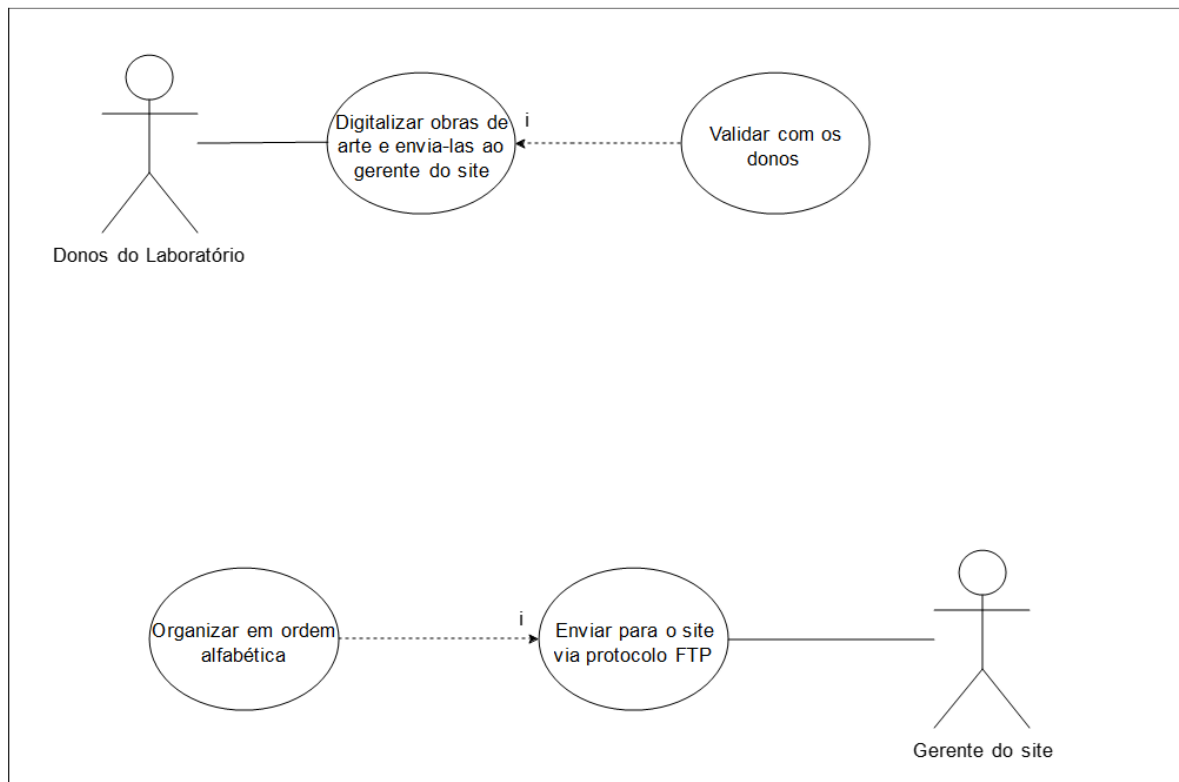 Digitalizar obras de
arte e envia-las ao
gerente do site
i
Validar com os
donos
Donos do Laboratório
Organizar em ordem
alfabética
i
Enviar para o site
via protocolo FTP
Gerente do site